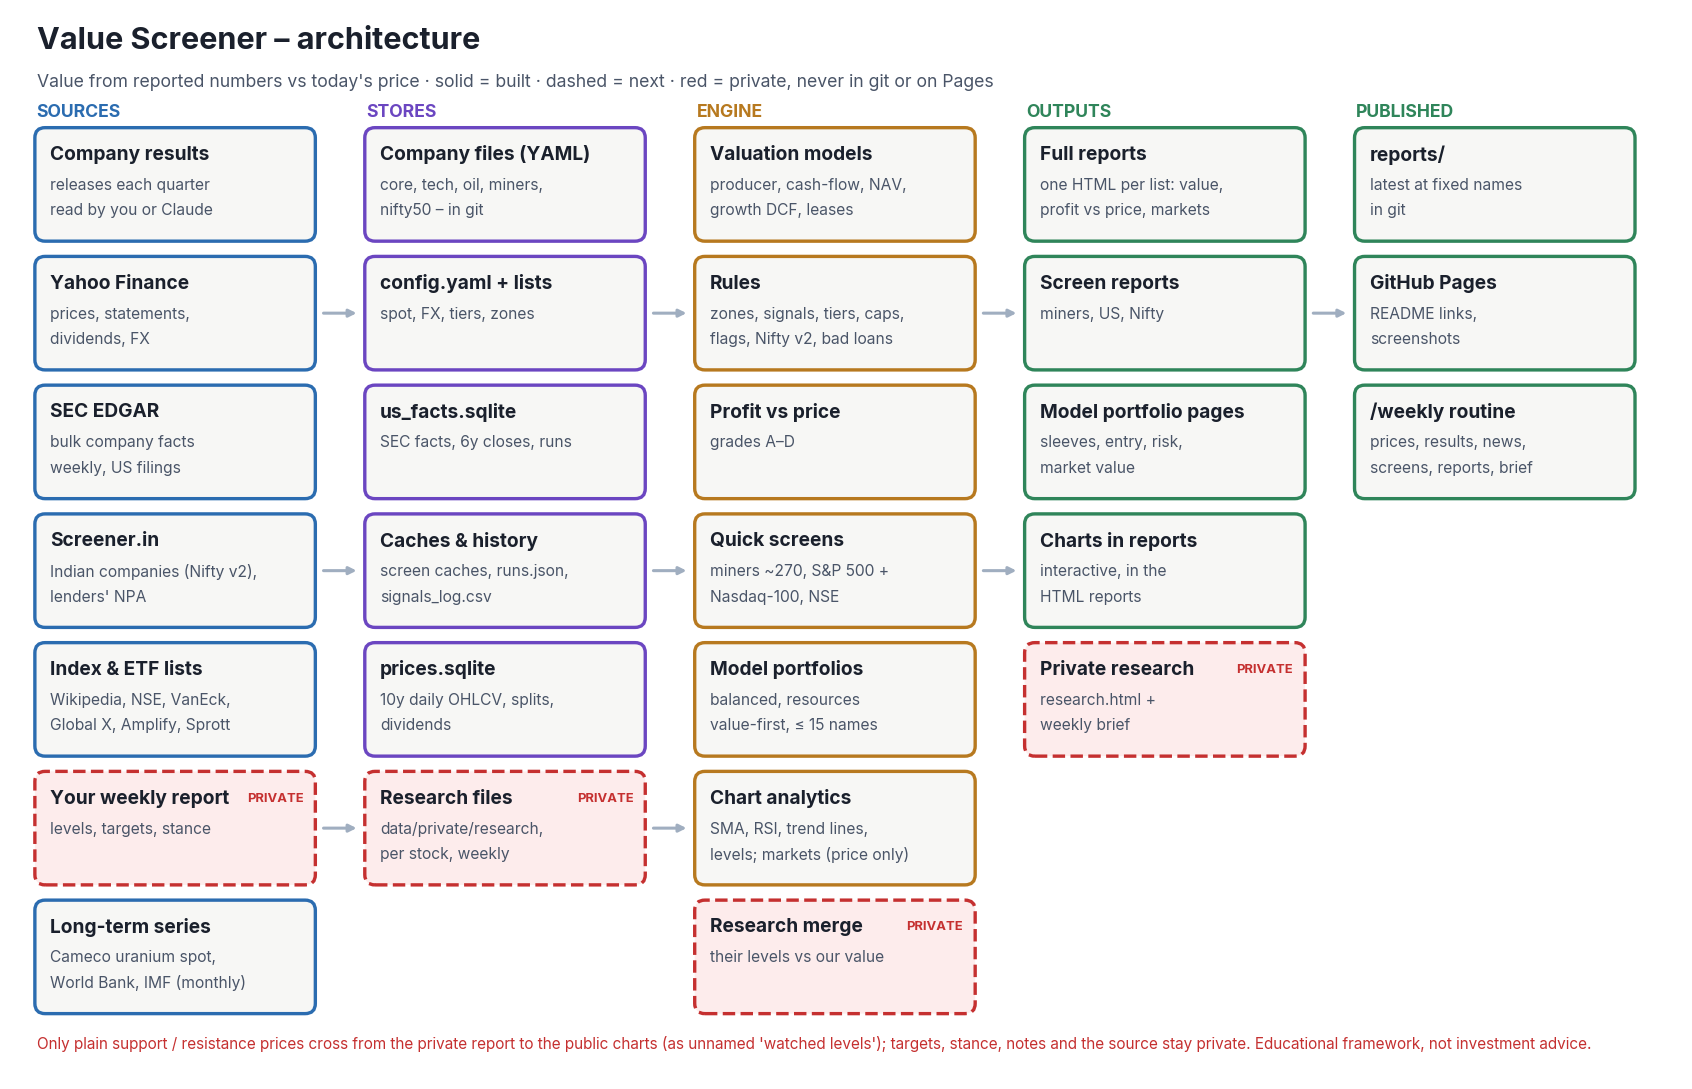 Value Screener – architecture
Value from reported numbers vs today's price · solid = built · dashed = next · red = private, never in git or on Pages
SOURCES
Company results
releases each quarter
read by you or Claude
Yahoo Finance
prices, statements,
dividends, FX
SEC EDGAR
bulk company facts
weekly, US filings
Screener.in
Indian companies (Nifty v2),
lenders' NPA
Index & ETF lists
Wikipedia, NSE, VanEck,
Global X, Amplify, Sprott
Your weekly report PRIVATE
levels, targets, stance
Long-term series
Cameco uranium spot,
World Bank, IMF (monthly)
STORES
Company files (YAML)
core, tech, oil, miners,
nifty50 – in git
config.yaml + lists
spot, FX, tiers, zones
us_facts.sqlite
SEC facts, 6y closes, runs
Caches & history
screen caches, runs.json,
signals_log.csv
prices.sqlite
10y daily OHLCV, splits,
dividends
Research files PRIVATE
data/private/research,
per stock, weekly
ENGINE
Valuation models
producer, cash-flow, NAV,
growth DCF, leases
Rules
zones, signals, tiers, caps,
flags, Nifty v2, bad loans
Profit vs price
grades A–D
Quick screens
miners ~270, S&P 500 +
Nasdaq-100, NSE
Model portfolios
balanced, resources
value-first, ≤ 15 names
Chart analytics
SMA, RSI, trend lines,
levels; markets (price only)
Research merge PRIVATE
their levels vs our value
OUTPUTS
Full reports
one HTML per list: value,
profit vs price, markets
Screen reports
miners, US, Nifty
Model portfolio pages
sleeves, entry, risk,
market value
Charts in reports
interactive, in the
HTML reports
Private research PRIVATE
research.html +
weekly brief
PUBLISHED
reports/
latest at fixed names
in git
GitHub Pages
README links,
screenshots
/weekly routine
prices, results, news,
screens, reports, brief
Only plain support / resistance prices cross from the private report to the public charts (as unnamed 'watched levels'); targets, stance, notes and the source stay private. Educational framework, not investment advice.